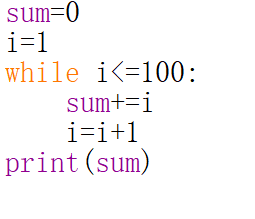 sum=0
i=1
while i<=100:
    sum+=i
    i=i+1
print(sum)